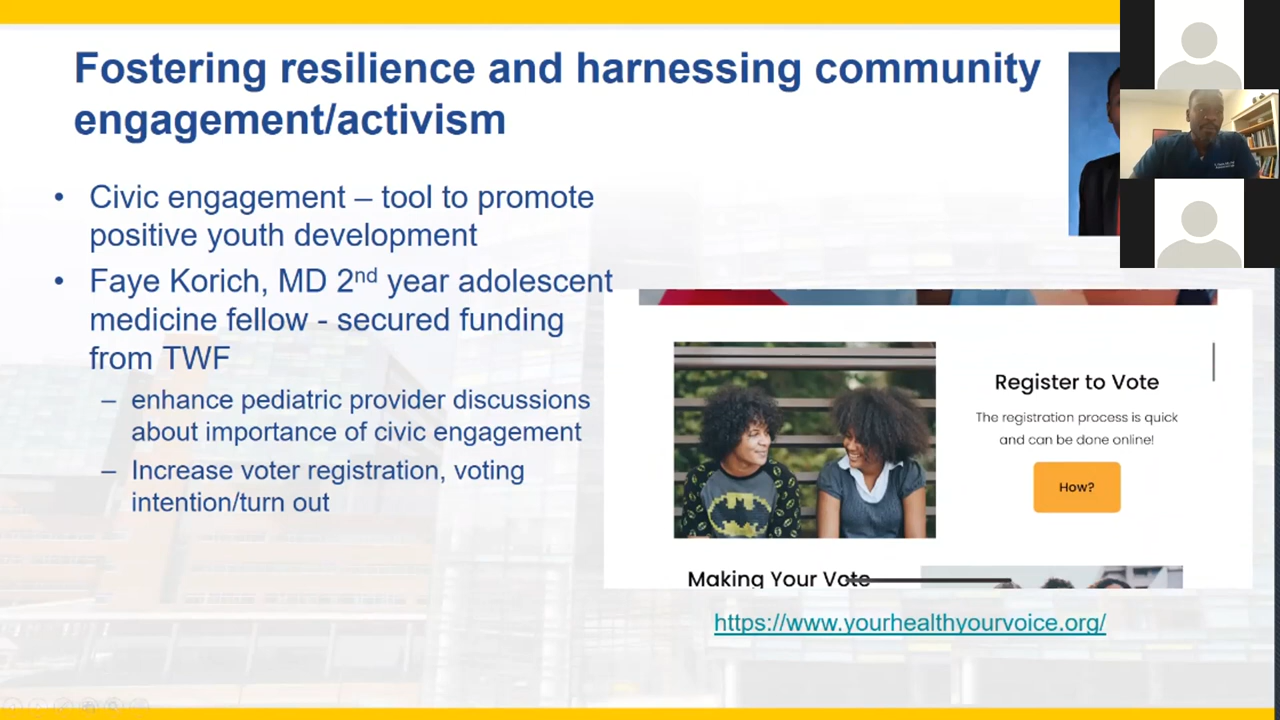 Fostering resilience and harnessing community
engagement/activism
• Civic engagement – tool to promote
positive youth development
• Faye Korich, MD 2nd year adolescent
medicine fellow - secured funding
from TWF
– enhance pediatric provider discussions
about importance of civic engagement
– Increase voter registration, voting
intention/turn out
Register to Vote
The registration process is quick
and can be done online!
How?
Making Your Vote
https://www.yourhealthyourvoice.org/